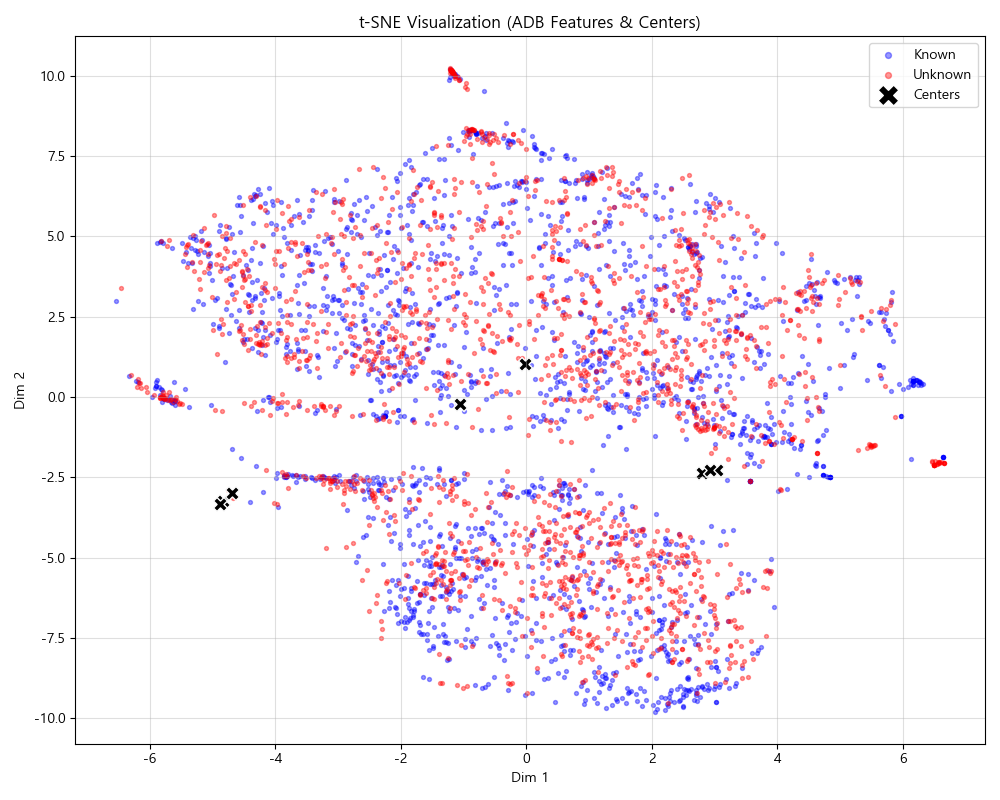 t-SNE Visualization (ADB Features & Centers)
Known
Unknown
Centers
10.0
7.5
5.0
2.5
0.0
-2.5
-5.0
-7.5
-10.0
Dim 2
-6
-4
-2
0
2
4
6
Dim 1